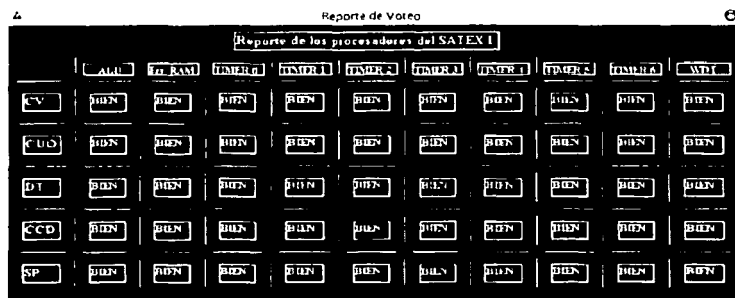 Reporte de Voteo
Reporte de los procesadores del SATEX 1
ALU Ext RAM TIMER 0 TIMER 1 TIMER 2 TIMER 3 TIMER 4 TIMER 5 TIMER 6 WDT
CV BIEN BIEN BIEN BIEN BIEN BIEN BIEN BIEN BIEN BIEN
CUO BIEN BIEN BIEN BIEN BIEN BIEN BIEN BIEN BIEN BIEN
DT BIEN BIEN BIEN BIEN BIEN BIEN BIEN BIEN BIEN BIEN
CCD BIEN BIEN BIEN BIEN BIEN BIEN BIEN BIEN BIEN BIEN
SP BIEN BIEN BIEN BIEN BIEN BIEN BIEN BIEN BIEN BIEN